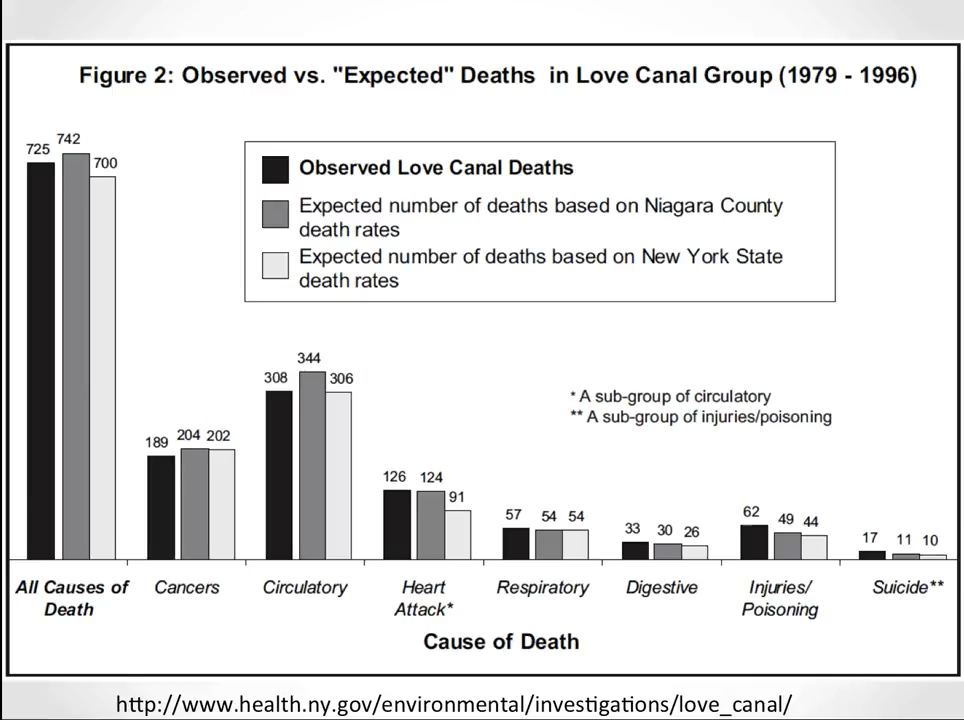 Figure 2: Observed vs. "Expected" Deaths in Love Canal Group (1979 - 1996)
725
742
700
Observed Love Canal Deaths
Expected number of deaths based on Niagara County
death rates
Expected number of deaths based on New York State
death rates
* A sub-group of circulatory
** A sub-group of injuries/poisoning
189 204 202
308 344 306
126 124 91
57 54 54
33 30 26
62 49 44
17 11 10
All Causes of
Death
Cancers
Circulatory
Heart
Attack*
Respiratory
Digestive
Injuries/
Poisoning
Suicide**
Cause of Death
http://www.health.ny.gov/environmental/investigations/love_canal/